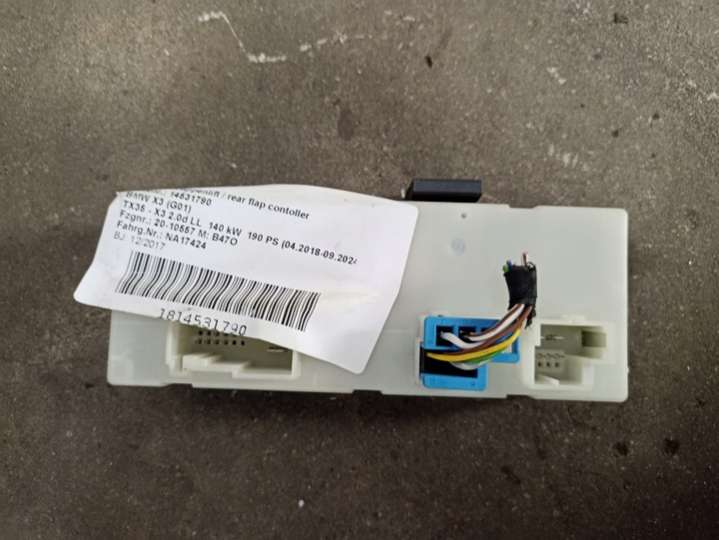 rear flap contoller
14531790
BMW X3 (G01)
TX35 - X3 2.0d LL 140 kW 190 PS (04.2018-09.2024
Fzgnr.: 20-10557 M: B47O
Fahrg.Nr.: NA17424
BJ: 12/2017
1814531790